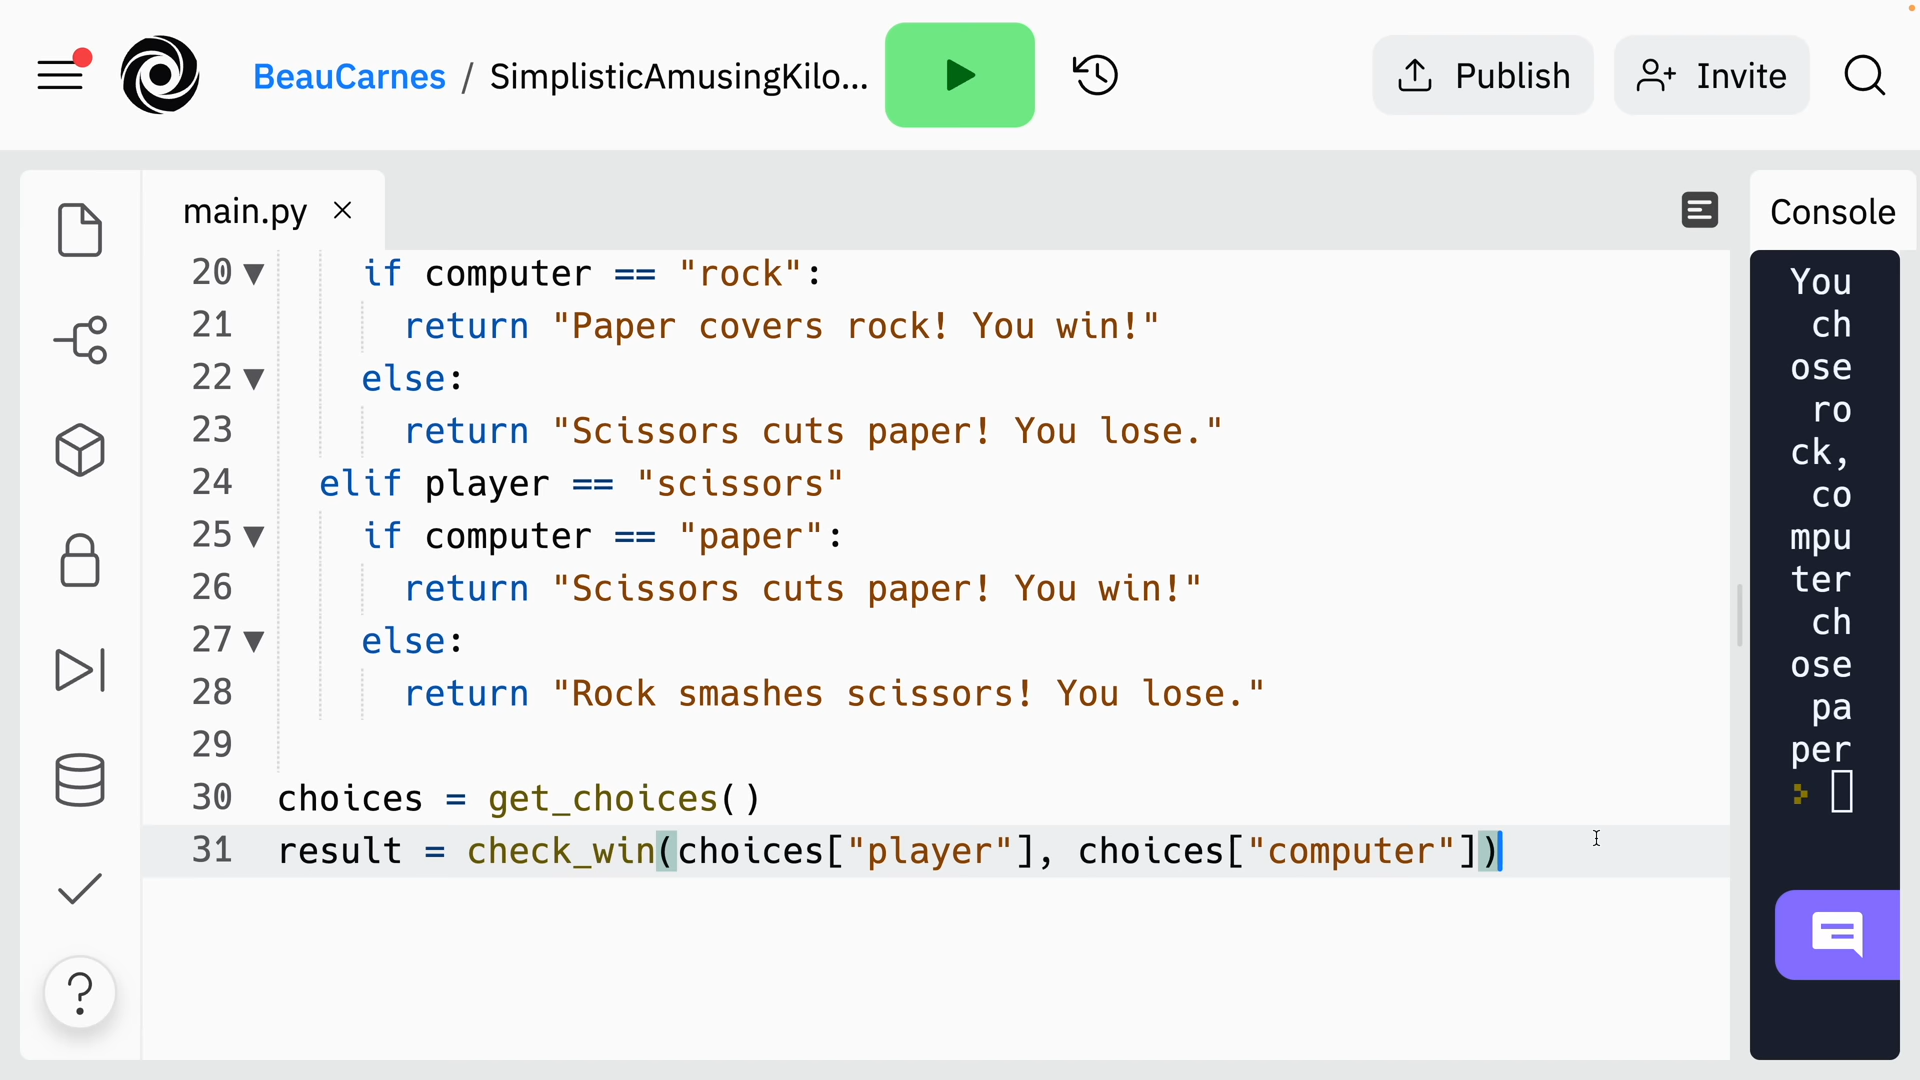 BeauCarnes / SimplisticAmusingKilo...
Publish
Invite
main.py
Console
20 if computer == "rock":
21 return "Paper covers rock! You win!"
22 else:
23 return "Scissors cuts paper! You lose."
24 elif player == "scissors"
25 if computer == "paper":
26 return "Scissors cuts paper! You win!"
27 else:
28 return "Rock smashes scissors! You lose."
29
30 choices = get_choices()
31 result = check_win(choices["player"], choices["computer"])
You
ch
ose
ro
ck,
co
mpu
ter
ch
ose
pa
per
?